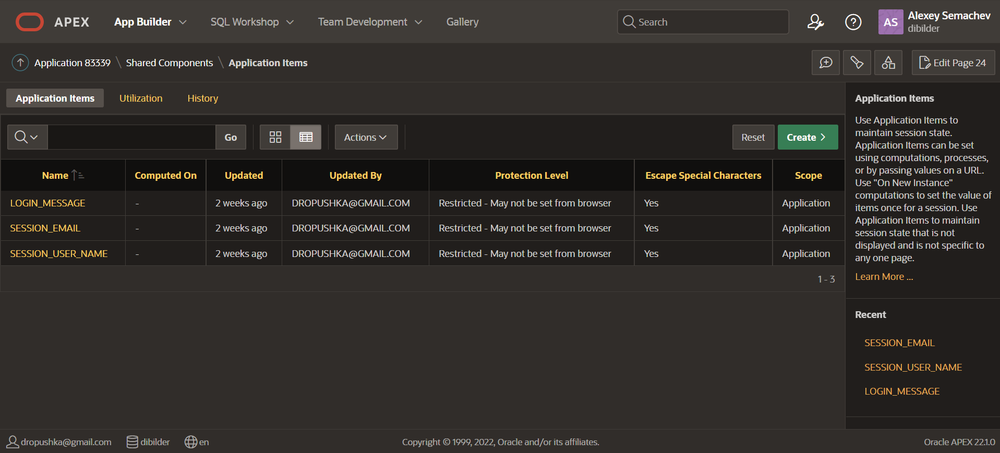 APEX App Builder SQL Workshop Team Development Gallery Search AS Alexey Semachev
dibilder
Application 83339 \ Shared Components \ Application Items Edit Page 24
Application Items Utilization History
Go Actions Reset Create
Name Computed On Updated Updated By Protection Level Escape Special Characters Scope
LOGIN_MESSAGE - 2 weeks ago DROPUSHKA@GMAIL.COM Restricted - May not be set from browser Yes Application
SESSION_EMAIL - 2 weeks ago DROPUSHKA@GMAIL.COM Restricted - May not be set from browser Yes Application
SESSION_USER_NAME - 2 weeks ago DROPUSHKA@GMAIL.COM Restricted - May not be set from browser Yes Application
1 - 3
Application Items
Use Application Items to
maintain session state.
Application Items can be set
using computations, processes,
or by passing values on a URL.
Use "On New Instance"
computations to set the value of
items once for a session. Use
Application Items to maintain
session state that is not
displayed and is not specific to
any one page.
Learn More ...
Recent
SESSION_EMAIL
SESSION_USER_NAME
LOGIN_MESSAGE
dropushka@gmail.com dibilder en Copyright © 1999, 2022, Oracle and/or its affiliates. Oracle APEX 22.1.0